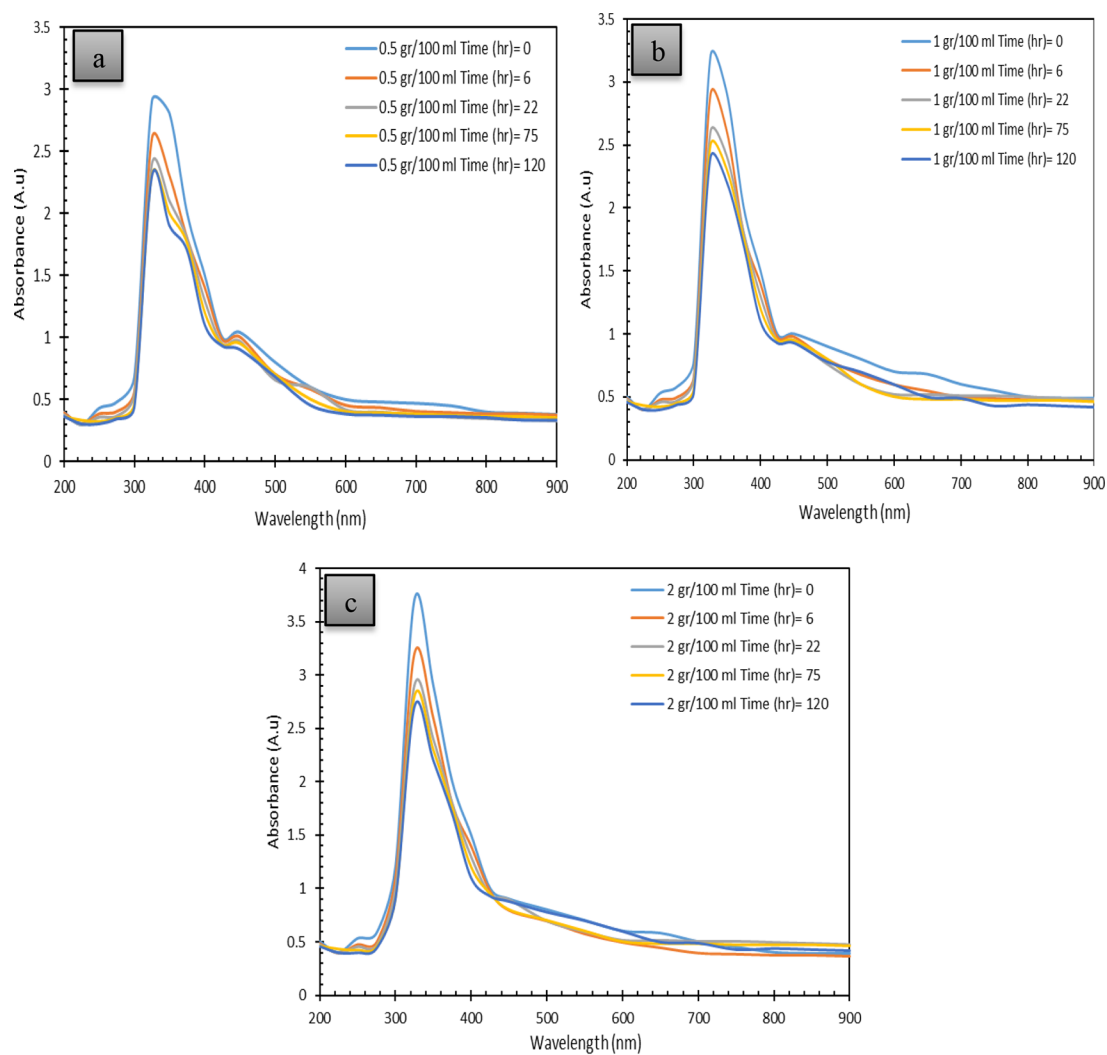 a
3.5
3
2.5
2
1.5
1
0.5
0
200 300 400 500 600 700 800 900
Absorbance (A.u)
Wavelength (nm)
0.5 gr/100 ml Time (hr)= 0
0.5 gr/100 ml Time (hr)= 6
0.5 gr/100 ml Time (hr)= 22
0.5 gr/100 ml Time (hr)= 75
0.5 gr/100 ml Time (hr)= 120
b
3.5
3
2.5
2
1.5
1
0.5
0
200 300 400 500 600 700 800 900
Absorbance (A.u)
Wavelength (nm)
1 gr/100 ml Time (hr)= 0
1 gr/100 ml Time (hr)= 6
1 gr/100 ml Time (hr)= 22
1 gr/100 ml Time (hr)= 75
1 gr/100 ml Time (hr)= 120
c
4
3.5
3
2.5
2
1.5
1
0.5
0
200 300 400 500 600 700 800 900
Absorbance (A.u)
Wavelength (nm)
2 gr/100 ml Time (hr)= 0
2 gr/100 ml Time (hr)= 6
2 gr/100 ml Time (hr)= 22
2 gr/100 ml Time (hr)= 75
2 gr/100 ml Time (hr)= 120